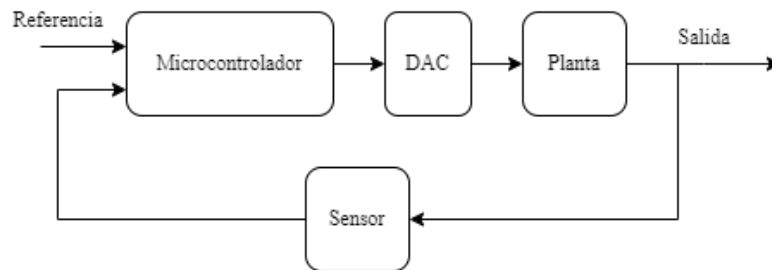 Referencia
Microcontrolador
DAC
Planta
Salida
Sensor